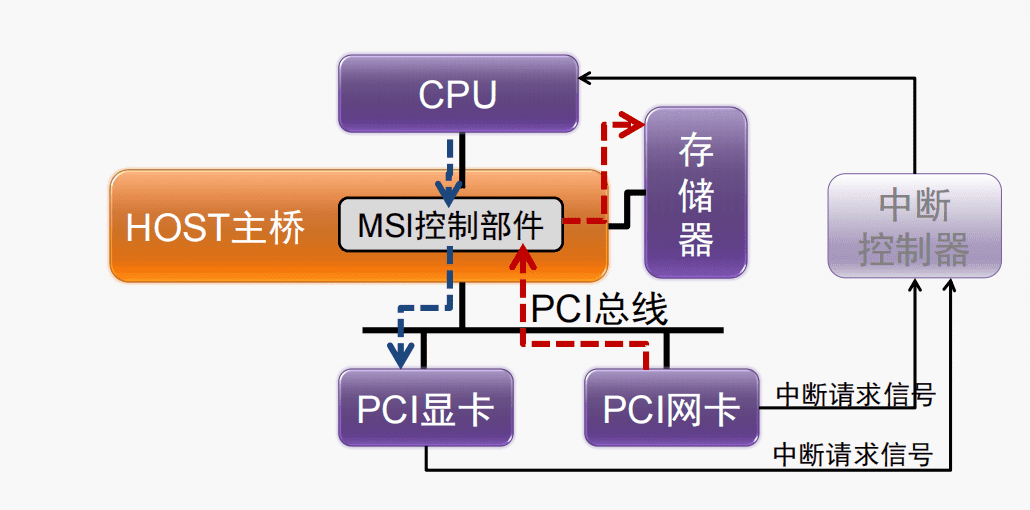 CPU
存
储
器
HOST主桥
MSI控制部件
中断
控制器
PCI总线
PCI显卡
PCI网卡
中断请求信号
中断请求信号